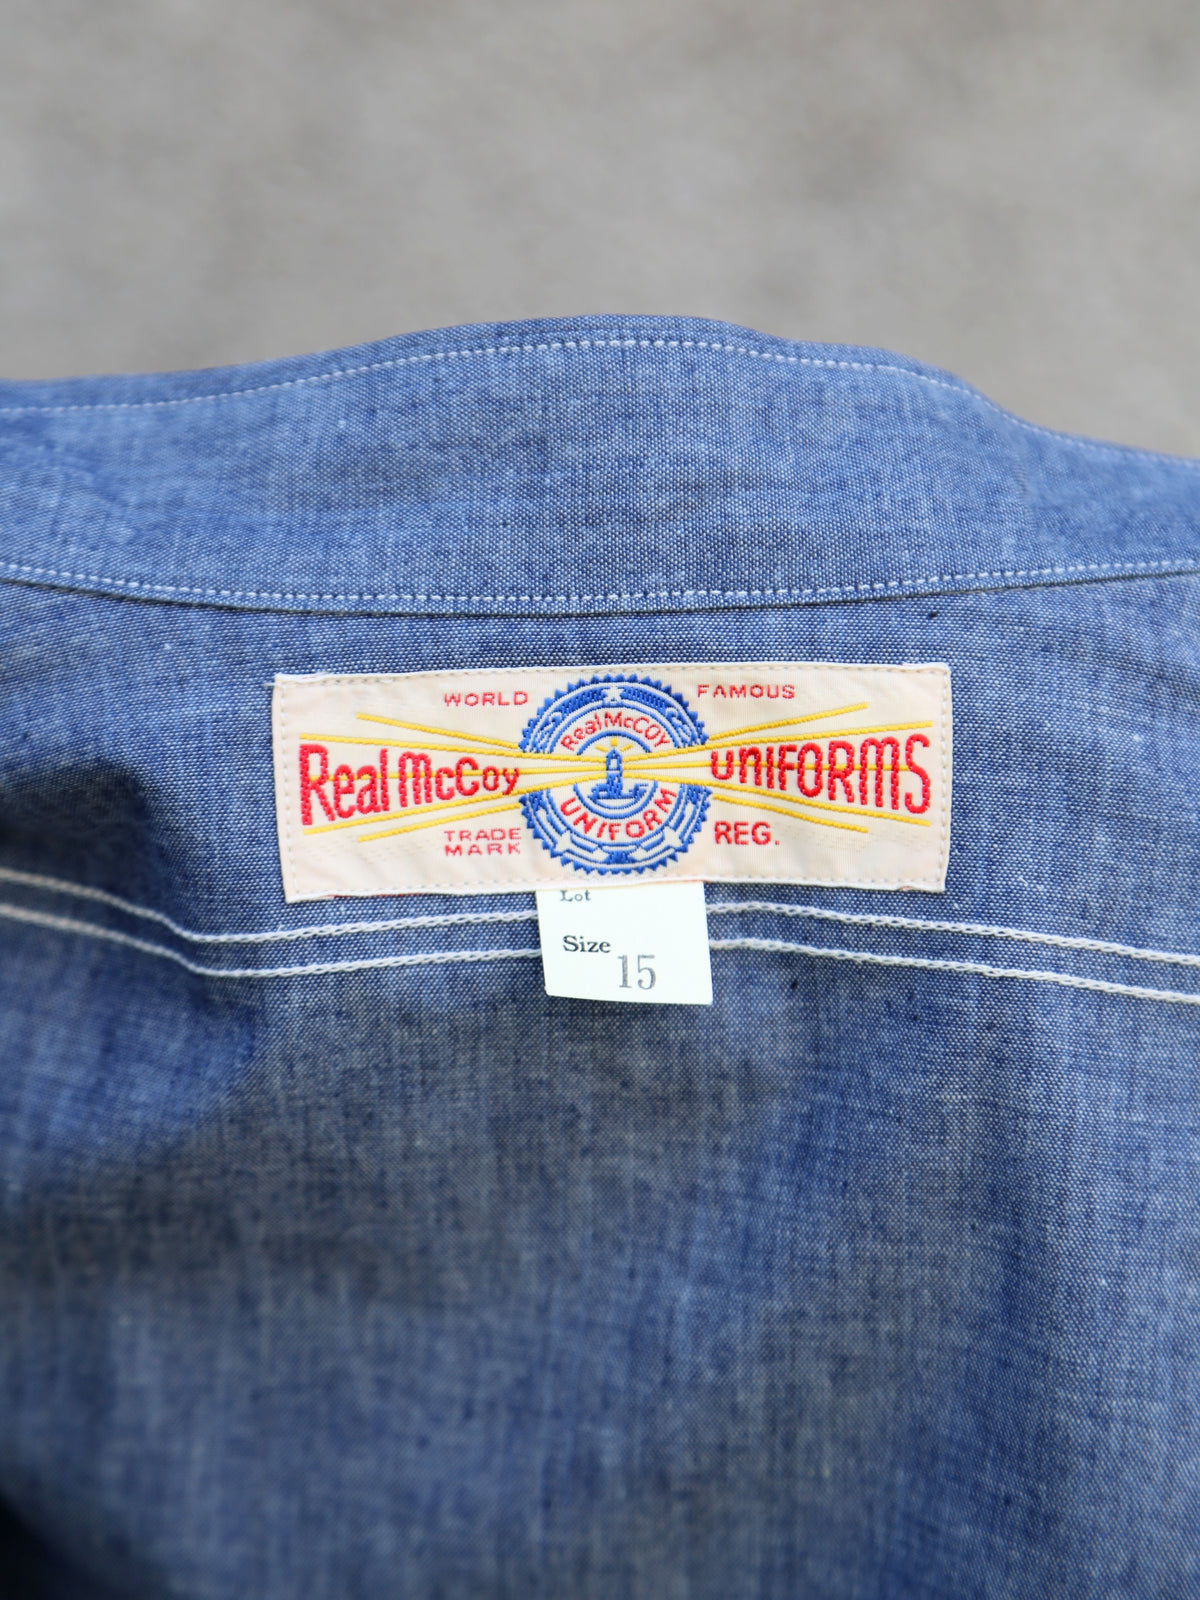 WORLD FAMOUS
Real McCoy UNIFORMS
Real McCOY
UNIFORM
TRADE MARK REG.
Lot
Size 15